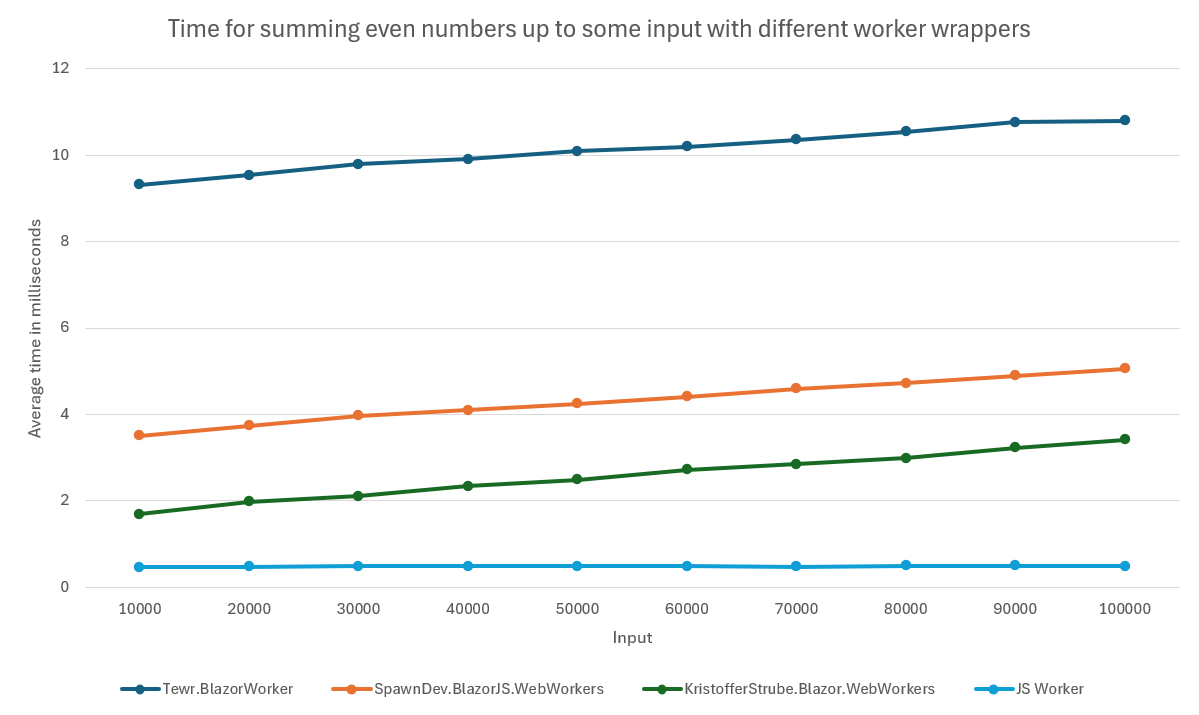 Time for summing even numbers up to some input with different worker wrappers
12
10
8
6
4
2
0
Average time in milliseconds
10000 20000 30000 40000 50000 60000 70000 80000 90000 100000
Input
Tewr.BlazorWorker SpawnDev.BlazorJS.WebWorkers KristofferStrube.Blazor.WebWorkers JS Worker